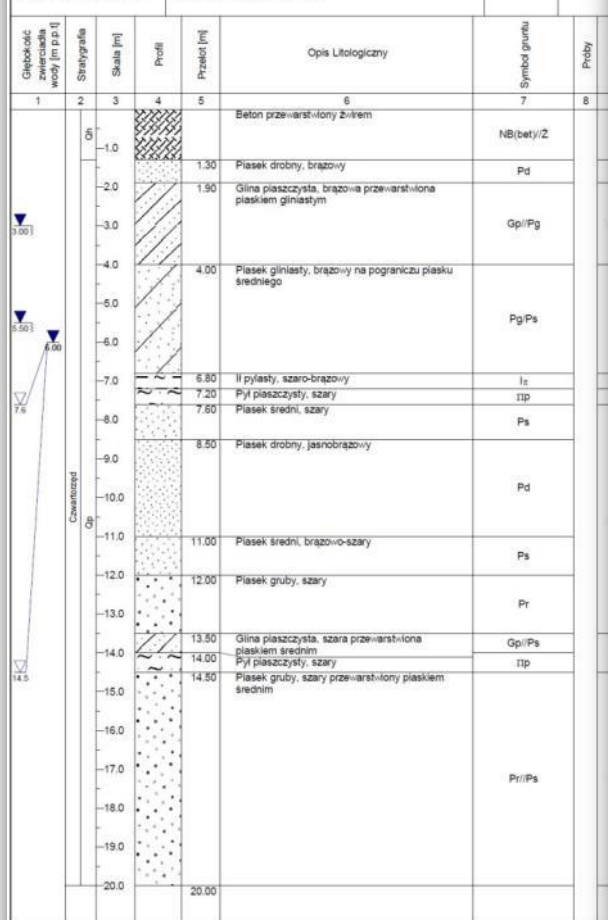 Głębokość zwierciadła wody [m p.p.t]
Stratygrafia
Skala [m]
Profil
Przelot [m]
Opis Litologiczny
Symbol gruntu
Próby
1 2 3 4 5 6 7 8
Beton przewarstwiony żwirem
NB(bet)//Ż
Qh
-1.0
1.30 Piasek drobny, brązowy
Pd
-2.0
1.90 Glina piaszczysta, brązowa przewarstwiona
piaskiem gliniastym
Gp//Pg
-3.0
3.00
-4.0
4.00 Piasek gliniasty, brązowy na pograniczu piasku
średniego
Pg/Ps
-5.0
5.50
-6.0
6.00
6.80 Ił pylasty, szaro-brązowy
Iπ
-7.0
7.20 Pył piaszczysty, szary
Πp
7.6
7.60 Piasek średni, szary
Ps
-8.0
8.50 Piasek drobny, jasnobrązowy
Pd
-9.0
-10.0
Czwartorzęd
Qp
-11.0
11.00 Piasek średni, brązowo-szary
Ps
-12.0
12.00 Piasek gruby, szary
Pr
-13.0
13.50 Glina piaszczysta, szara przewarstwiona
piaskiem średnim
Gp//Ps
-14.0
14.00 Pył piaszczysty, szary
Πp
14.5
14.50 Piasek gruby, szary przewarstwiony piaskiem
średnim
Pr//Ps
-15.0
-16.0
-17.0
-18.0
-19.0
-20.0
20.00